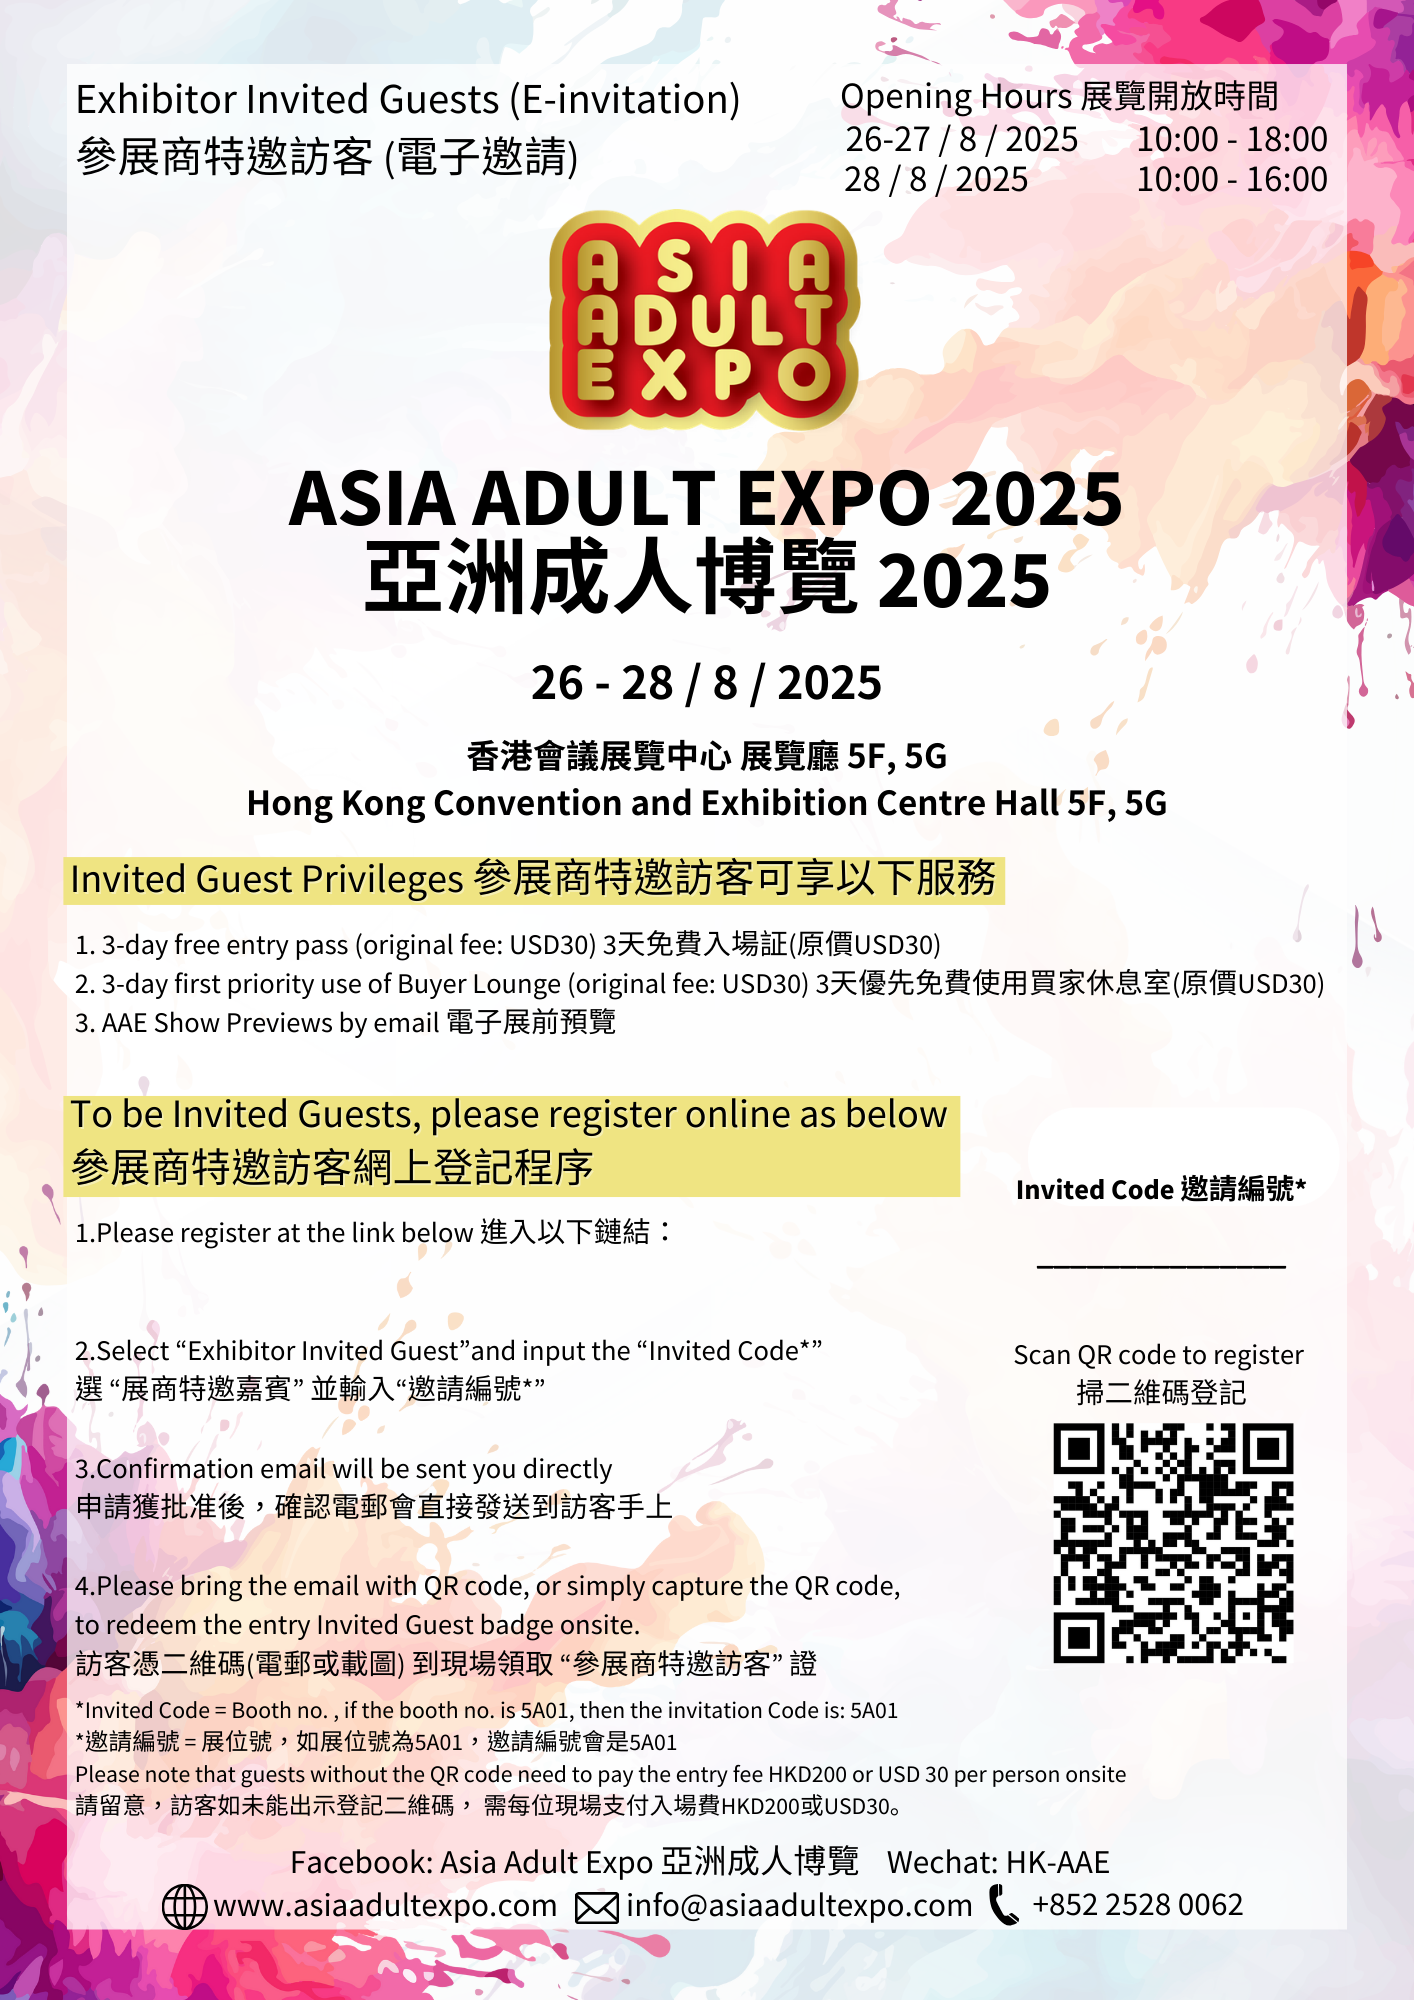 Exhibitor Invited Guests (E-invitation)
參展商特邀訪客 (電子邀請)
Opening Hours 展覽開放時間
26-27 / 8 / 2025 10:00 - 18:00
28 / 8 / 2025 10:00 - 16:00
ASIA
ADULT
EXPO
ASIA ADULT EXPO 2025
亞洲成人博覽 2025
26 - 28 / 8 / 2025
香港會議展覽中心 展覽廳 5F, 5G
Hong Kong Convention and Exhibition Centre Hall 5F, 5G
Invited Guest Privileges 參展商特邀訪客可享以下服務
1. 3-day free entry pass (original fee: USD30) 3天免費入場証(原價USD30)
2. 3-day first priority use of Buyer Lounge (original fee: USD30) 3天優先免費使用買家休息室(原價USD30)
3. AAE Show Previews by email 電子展前預覽
To be Invited Guests, please register online as below
參展商特邀訪客網上登記程序
1.Please register at the link below 進入以下鏈結：
2.Select “Exhibitor Invited Guest”and input the “Invited Code*”
選 “展商特邀嘉賓” 並輸入“邀請編號*”
3.Confirmation email will be sent you directly
申請獲批准後，確認電郵會直接發送到訪客手上
4.Please bring the email with QR code, or simply capture the QR code,
to redeem the entry Invited Guest badge onsite.
訪客憑二維碼(電郵或載圖) 到現場領取 “參展商特邀訪客” 證
Invited Code 邀請編號*
_______________
Scan QR code to register
掃二維碼登記
*Invited Code = Booth no. , if the booth no. is 5A01, then the invitation Code is: 5A01
*邀請編號 = 展位號，如展位號為5A01，邀請編號會是5A01
Please note that guests without the QR code need to pay the entry fee HKD200 or USD 30 per person onsite
請留意，訪客如未能出示登記二維碼， 需每位現場支付入場費HKD200或USD30。
Facebook: Asia Adult Expo 亞洲成人博覽 Wechat: HK-AAE
www.asiaadultexpo.com info@asiaadultexpo.com +852 2528 0062